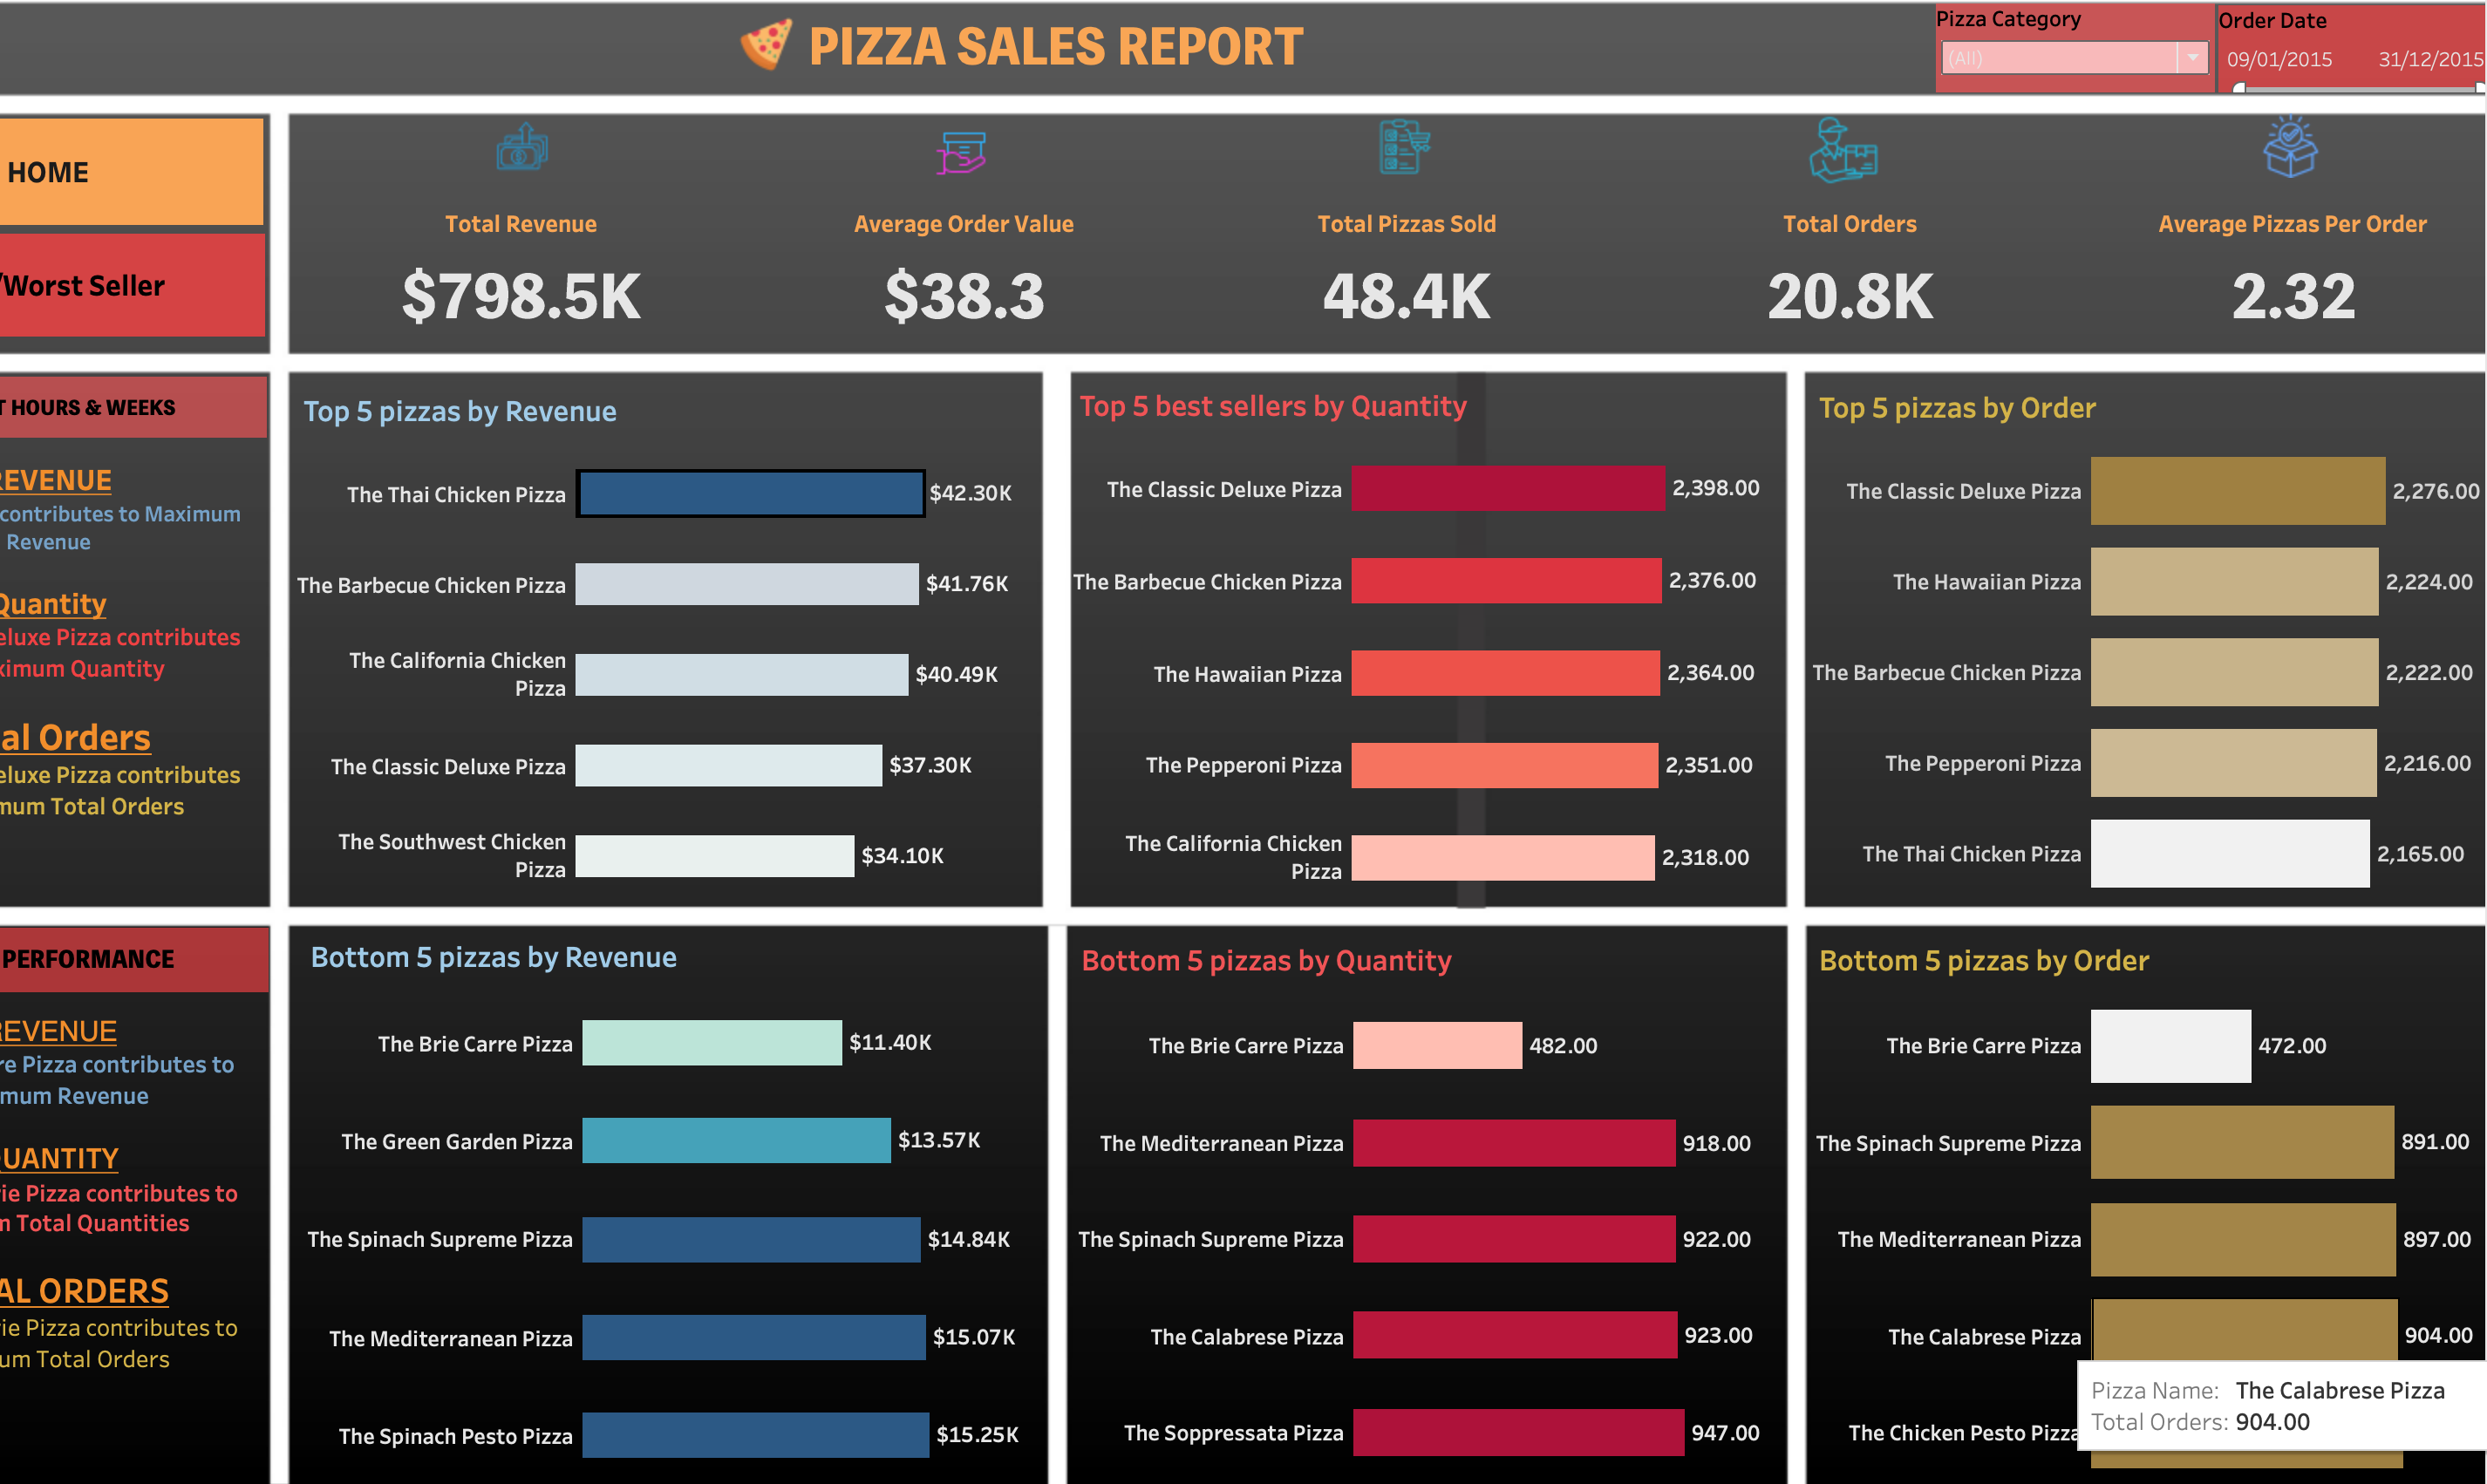 PIZZA SALES REPORT
Pizza Category
(All)
Order Date
09/01/2015 31/12/2015
HOME
/Worst Seller
Total Revenue
$798.5K
Average Order Value
$38.3
Total Pizzas Sold
48.4K
Total Orders
20.8K
Average Pizzas Per Order
2.32
T HOURS & WEEKS
REVENUE
contributes to Maximum
Revenue
Quantity
eluxe Pizza contributes
ximum Quantity
al Orders
eluxe Pizza contributes
mum Total Orders
Top 5 pizzas by Revenue
The Thai Chicken Pizza $42.30K
The Barbecue Chicken Pizza $41.76K
The California Chicken
Pizza $40.49K
The Classic Deluxe Pizza $37.30K
The Southwest Chicken
Pizza $34.10K
Top 5 best sellers by Quantity
The Classic Deluxe Pizza 2,398.00
The Barbecue Chicken Pizza 2,376.00
The Hawaiian Pizza 2,364.00
The Pepperoni Pizza 2,351.00
The California Chicken
Pizza 2,318.00
Top 5 pizzas by Order
The Classic Deluxe Pizza 2,276.00
The Hawaiian Pizza 2,224.00
The Barbecue Chicken Pizza 2,222.00
The Pepperoni Pizza 2,216.00
The Thai Chicken Pizza 2,165.00
PERFORMANCE
REVENUE
re Pizza contributes to
mum Revenue
QUANTITY
rie Pizza contributes to
m Total Quantities
AL ORDERS
rie Pizza contributes to
um Total Orders
Bottom 5 pizzas by Revenue
The Brie Carre Pizza $11.40K
The Green Garden Pizza $13.57K
The Spinach Supreme Pizza $14.84K
The Mediterranean Pizza $15.07K
The Spinach Pesto Pizza $15.25K
Bottom 5 pizzas by Quantity
The Brie Carre Pizza 482.00
The Mediterranean Pizza 918.00
The Spinach Supreme Pizza 922.00
The Calabrese Pizza 923.00
The Soppressata Pizza 947.00
Bottom 5 pizzas by Order
The Brie Carre Pizza 472.00
The Spinach Supreme Pizza 891.00
The Mediterranean Pizza 897.00
The Calabrese Pizza 904.00
The Chicken Pesto Pizza
Pizza Name: The Calabrese Pizza
Total Orders: 904.00